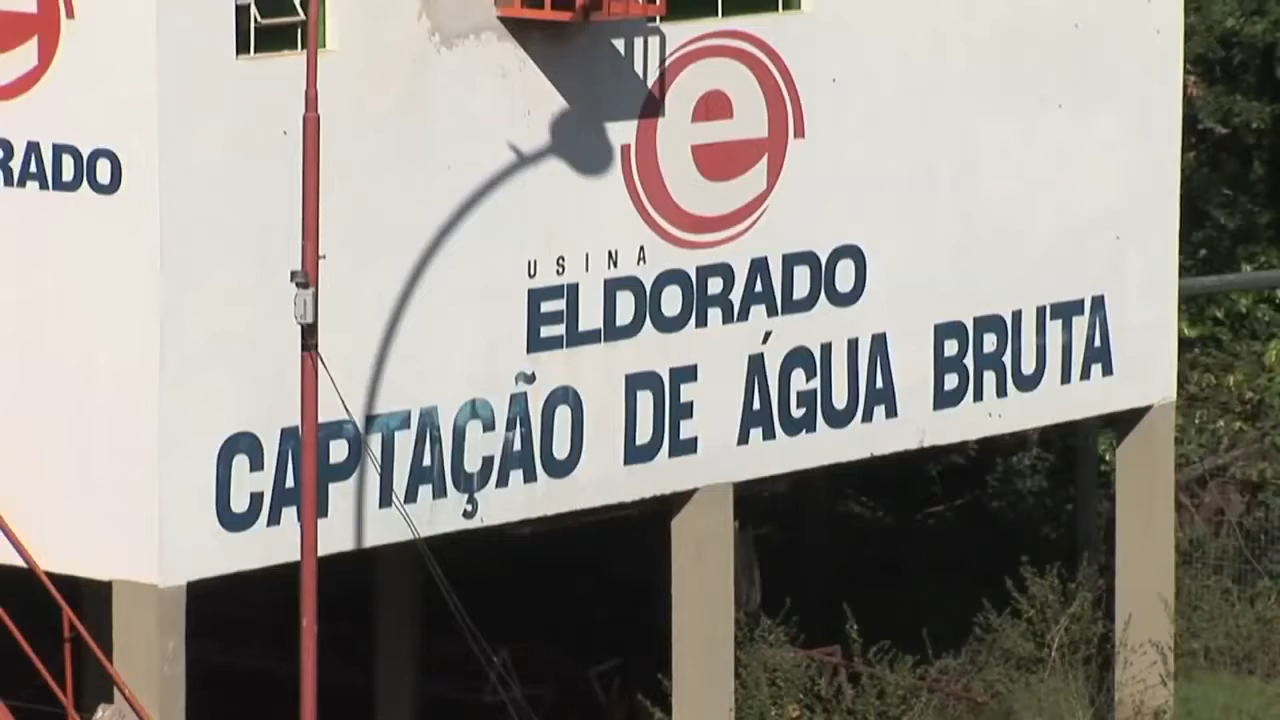 RADO
e
USINA
ELDORADO
CAPTAÇÃO DE ÁGUA BRUTA